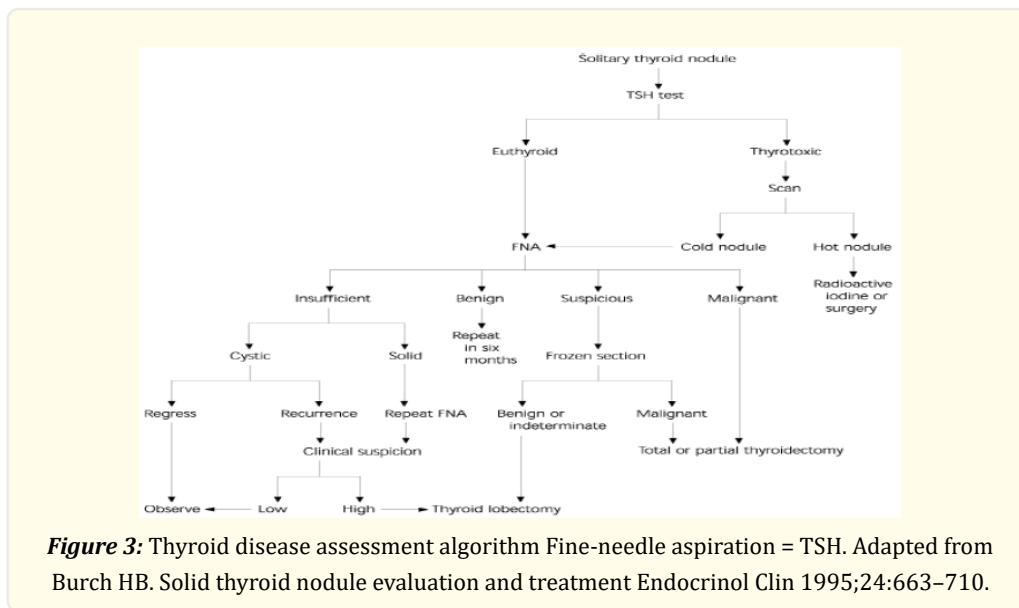 Solitary thyroid nodule
TSH test
Euthyroid
Thyrotoxic
Scan
FNA
Cold nodule
Hot nodule
Insufficient
Benign
Suspicious
Malignant
Radioactive
iodine or
surgery
Repeat
in six
months
Cystic
Solid
Frozen section
Regress
Recurrence
Repeat FNA
Benign or
indeterminate
Malignant
Clinical suspicion
Total or partial thyroidectomy
Observe
Low
High
Thyroid lobectomy
Figure 3: Thyroid disease assessment algorithm Fine-needle aspiration = TSH. Adapted from
Burch HB. Solid thyroid nodule evaluation and treatment Endocrinol Clin 1995;24:663–710.